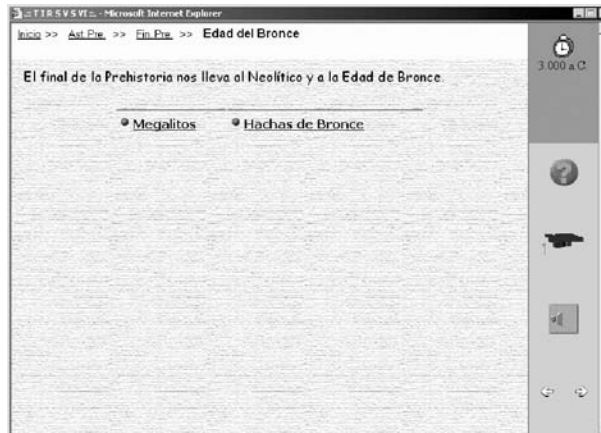 .::T I R S V S VI::. - Microsoft Internet Explorer
Inicio >> Ast.Pre. >> Fin.Pre. >> Edad del Bronce
3.000 a.C.
El final de la Prehistoria nos lleva al Neolítico y a la Edad de Bronce.
Megalitos Hachas de Bronce